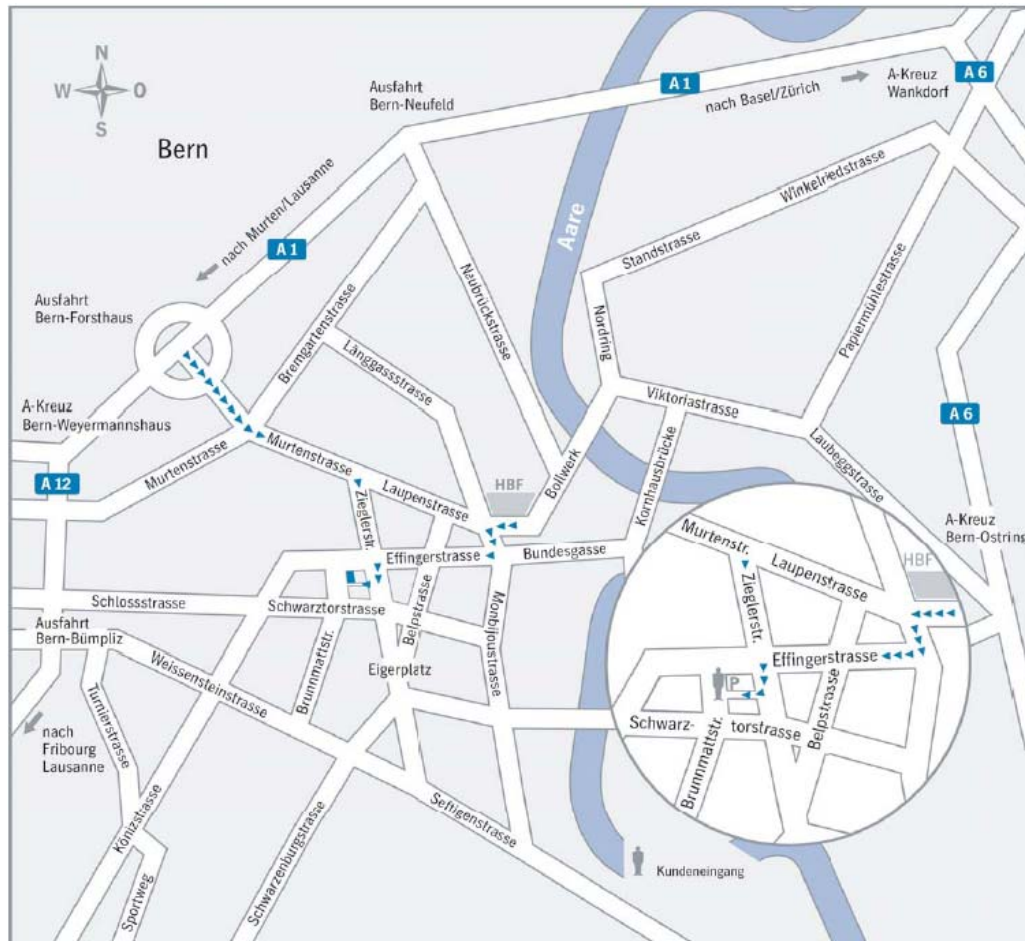 N
W O
S
Bern
Ausfahrt
Bern-Neufeld
A 1
nach Basel/Zürich
A-Kreuz
Wankdorf
A 6
nach Murten/Lausanne
A 1
Aare
Winkelriedstrasse
Standstrasse
Nordring
Papiermühlestrasse
Ausfahrt
Bern-Forsthaus
Bremgartenstrasse
Naubrückstrasse
Länggassstrasse
A-Kreuz
Bern-Weyermannshaus
A 12
Murtenstrasse
Murtenstrasse
Zieglerstr.
Laupenstrasse
HBF
Bollwerk
Viktoriastrasse
Kornhausbrücke
Laubeggstrasse
A 6
A-Kreuz
Bern-Ostring
Effingerstrasse
Bundesgasse
Schlossstrasse
Schwarztorstrasse
Belpstrasse
Monbijoustrasse
Ausfahrt
Bern-Bümpliz
Brunnmattstr.
Eigerplatz
Weissensteinstrasse
Turnierstrasse
nach
Fribourg
Lausanne
Könizstrasse
Sportweg
Schwarzenburgstrasse
Seftigenstrasse
Murtenstr.
Zieglerstr.
Laupenstrasse
HBF
Effingerstrasse
P
Schwarz-
torstrasse
Belpstrasse
Brunnmattstr.
Kundeneingang